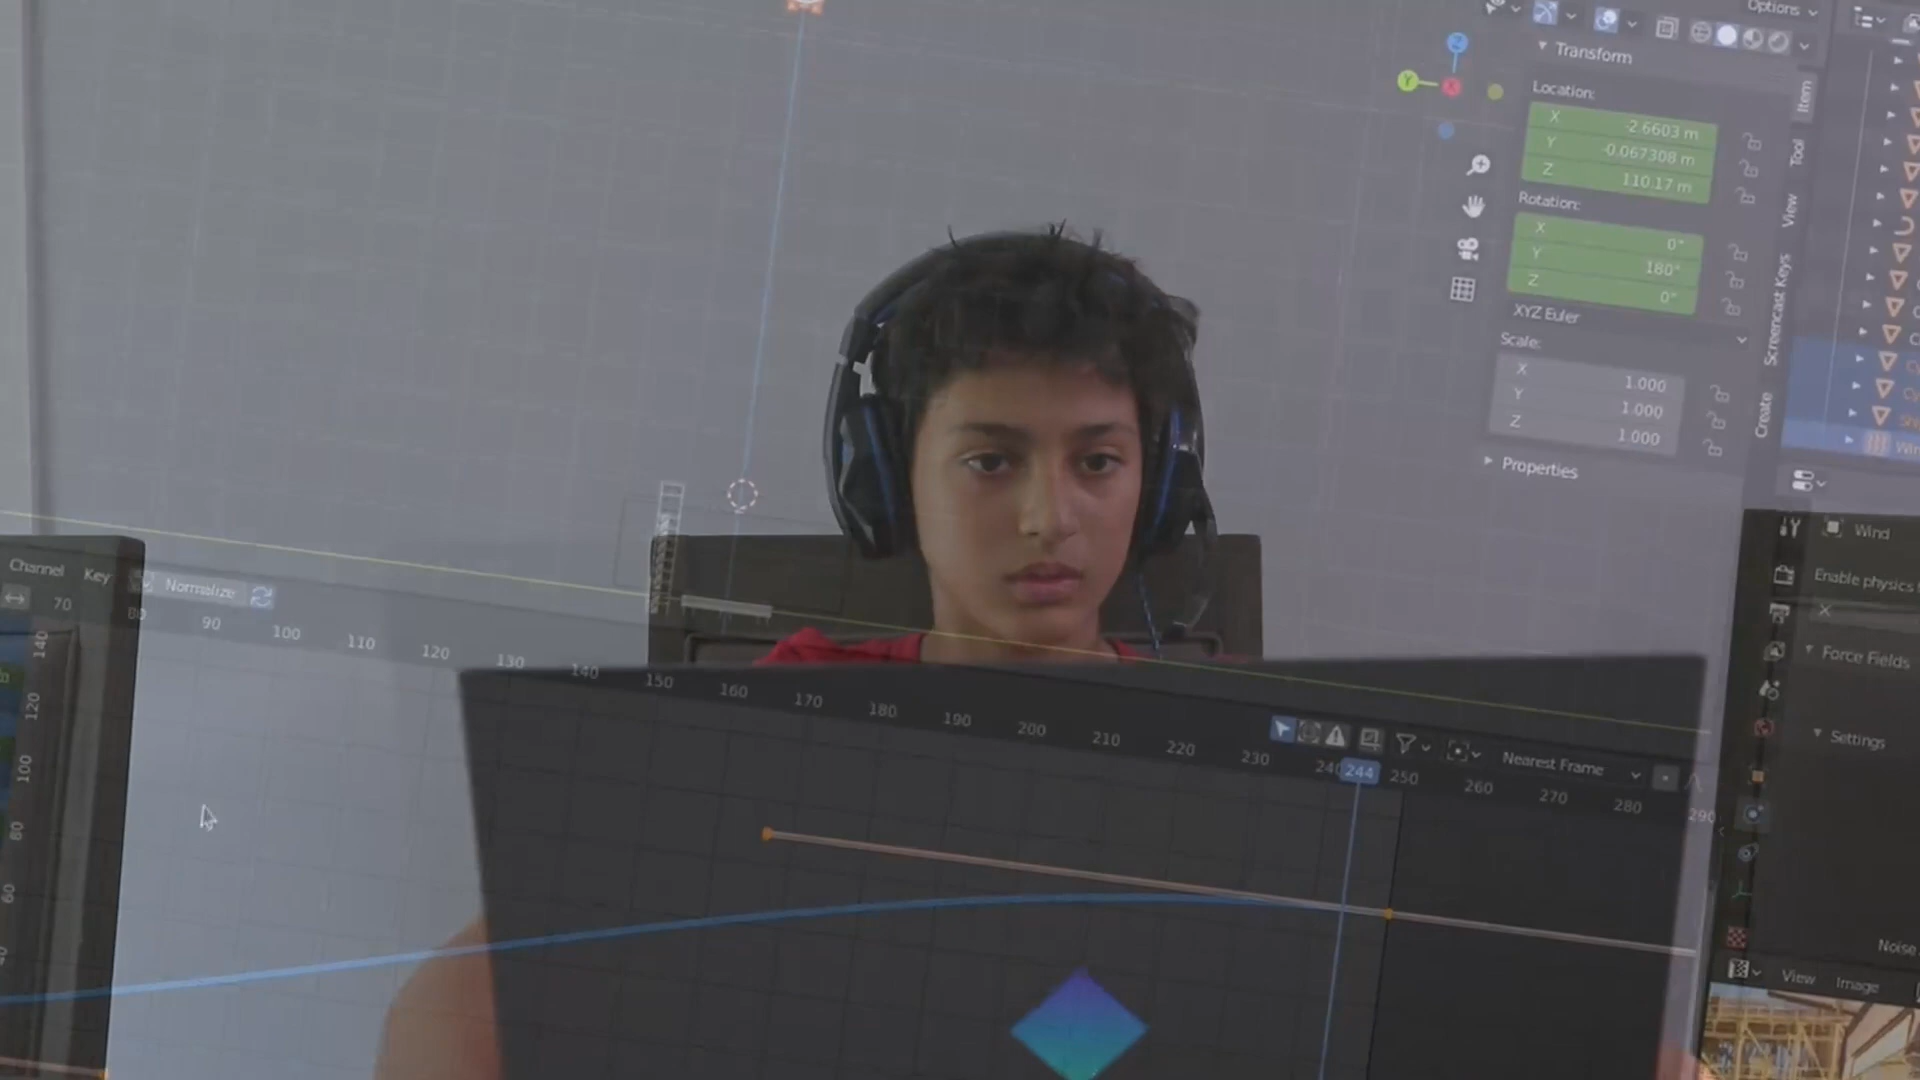 Options
Transform
Location:
X -2.6603 m
Y -0.067308 m
Z 110.17 m
Rotation:
X 0°
Y 180°
Z 0°
XYZ Euler
Scale:
X 1.000
Y 1.000
Z 1.000
Properties
Item
Tool
View
Screencast Keys
Create
Z
Y
X
Channel Key
Normalize
70 80 90 100 110 120 130 140 150 160 170 180 190 200 210 220 230 240 244 250 260 270 280 290
Nearest Frame
140
120
100
80
60
Wind
Enable physics
Force Fields
Settings
Noise
View Image